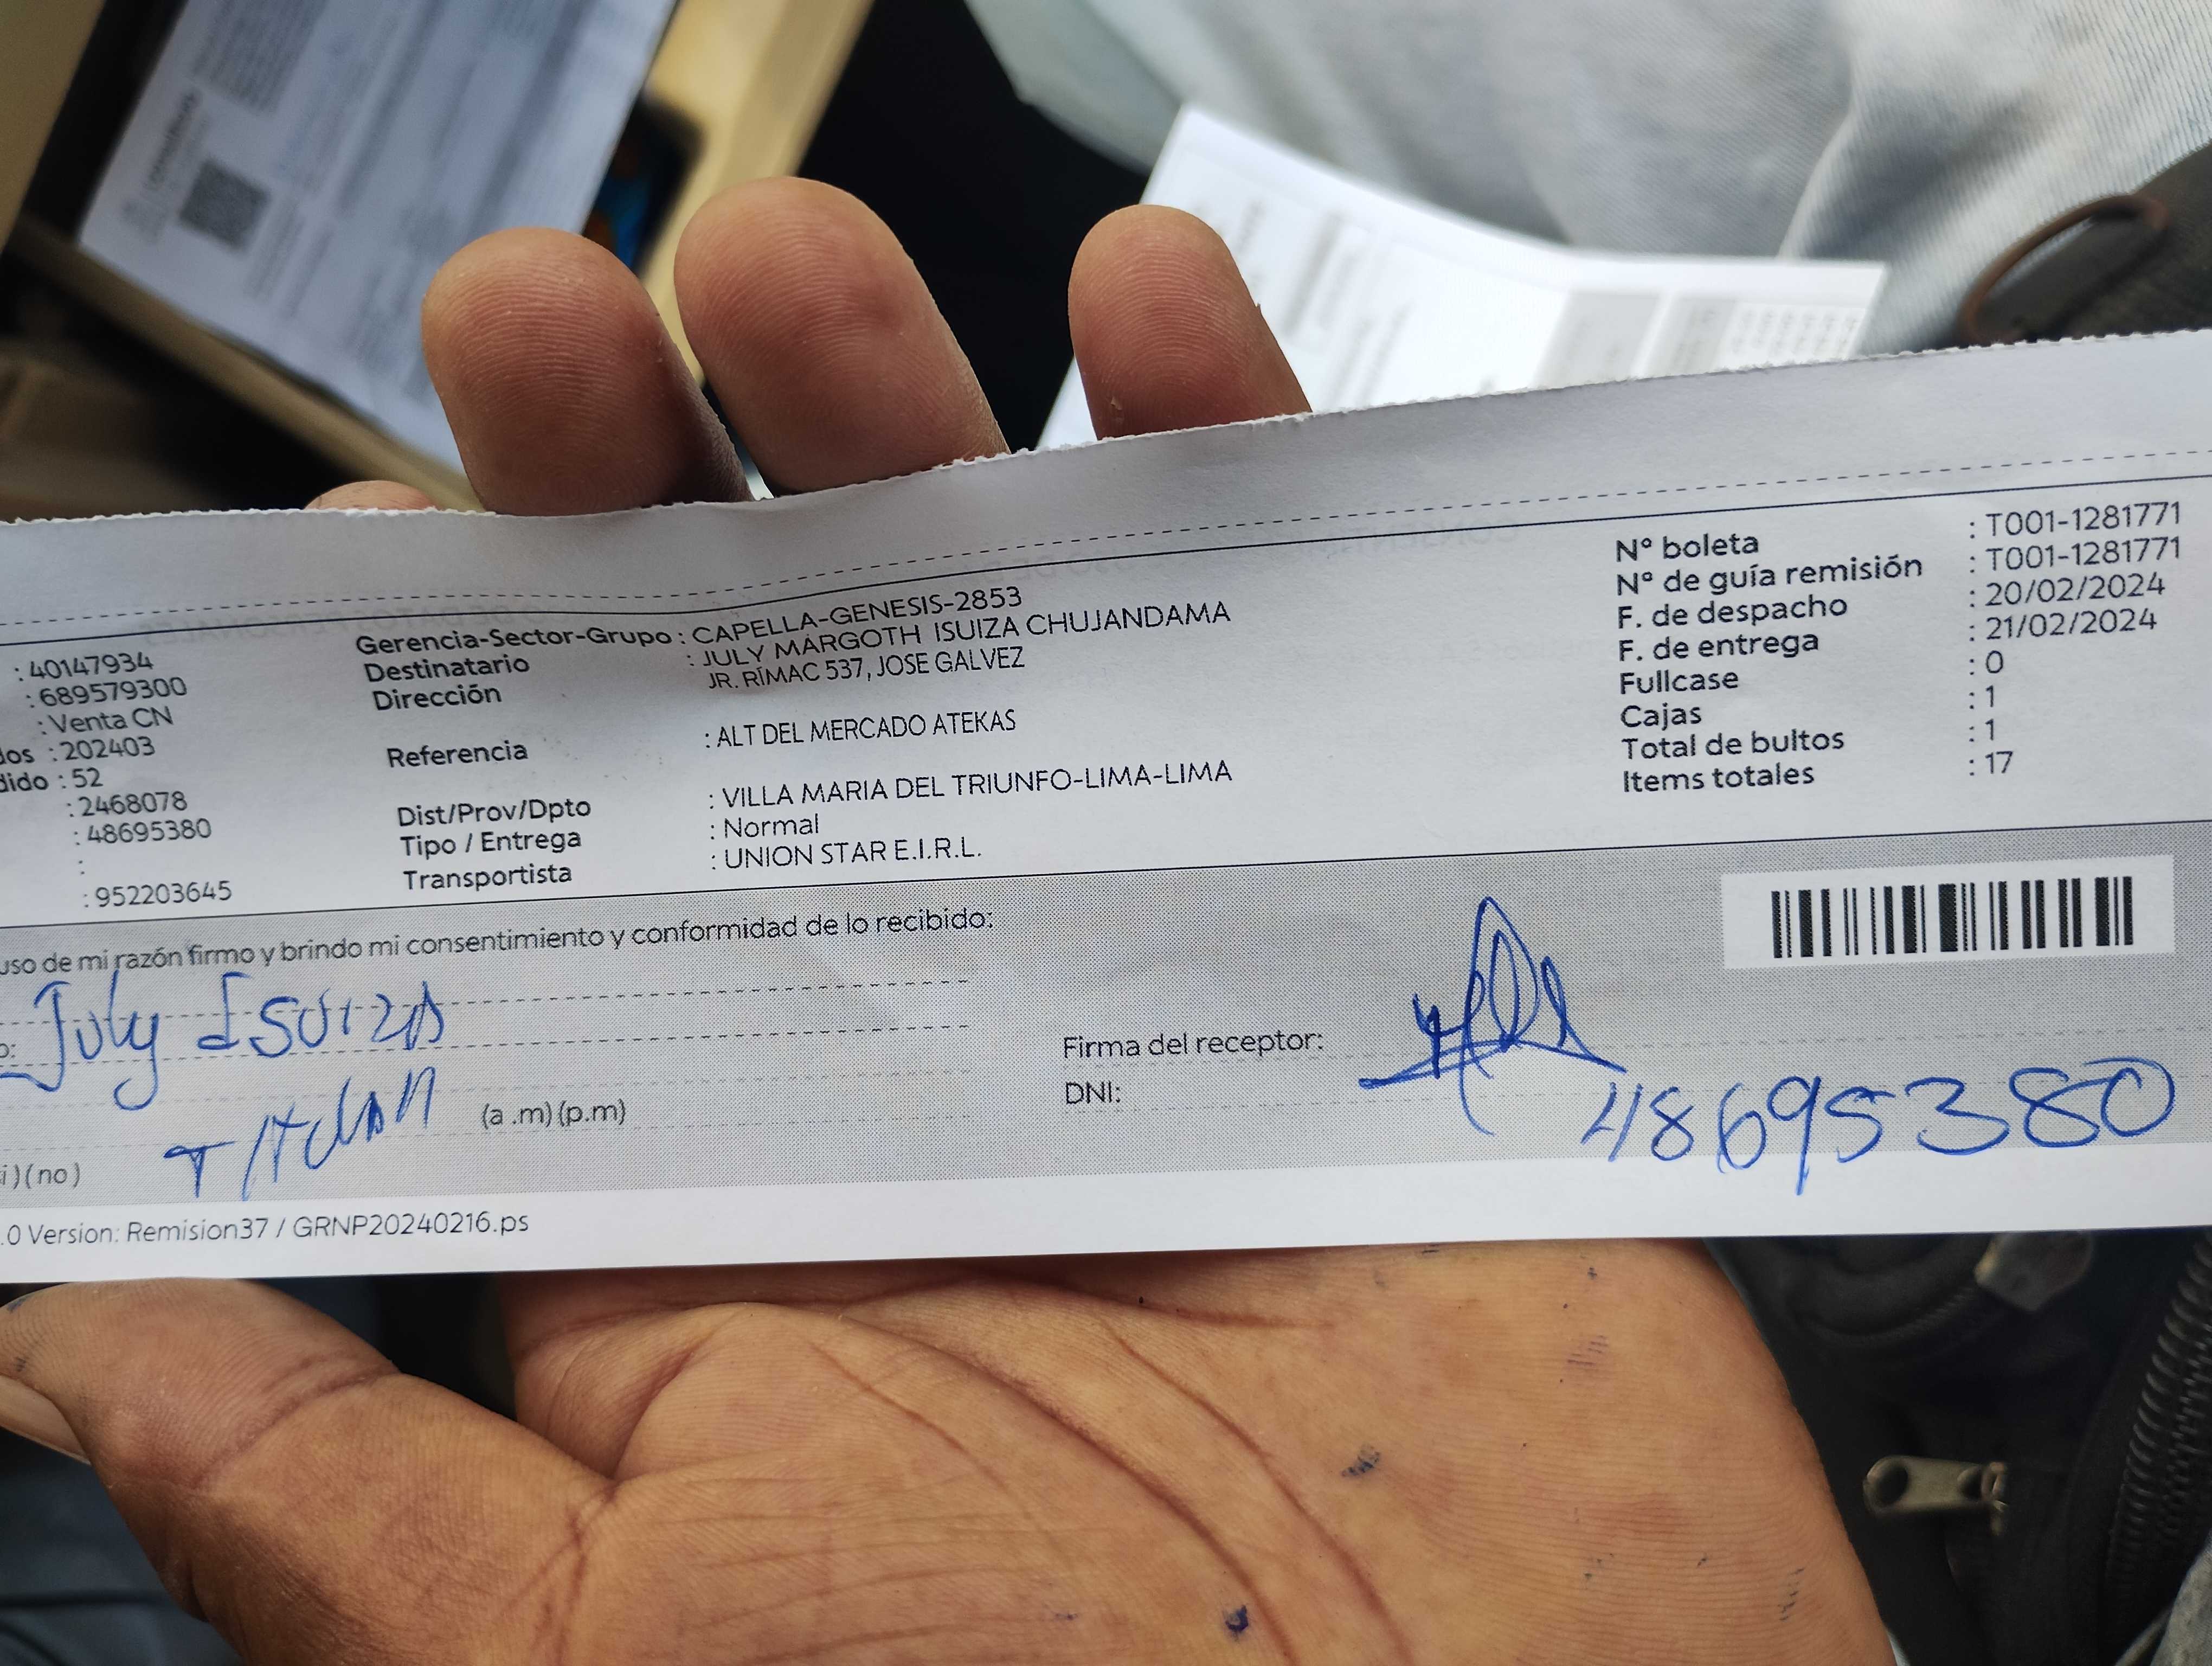 : 40147934
: 689579300
: Venta CN
dos : 202403
dido : 52
: 2468078
: 48695380
:
: 952203645
Gerencia-Sector-Grupo : CAPELLA-GENESIS-2853
Destinatario : JULY MARGOTH ISUIZA CHUJANDAMA
Dirección JR. RÍMAC 537, JOSE GALVEZ
Referencia : ALT DEL MERCADO ATEKAS
Dist/Prov/Dpto : VILLA MARIA DEL TRIUNFO-LIMA-LIMA
Tipo / Entrega : Normal
Transportista : UNION STAR E.I.R.L.
N° boleta : T001-1281771
N° de guía remisión : T001-1281771
F. de despacho : 20/02/2024
F. de entrega : 21/02/2024
Fullcase : 0
Cajas : 1
Total de bultos : 1
Items totales : 17
uso de mi razón firmo y brindo mi consentimiento y conformidad de lo recibido:
o: July Isuiza
(a .m) (p.m)
i ) ( no )
Firma del receptor:
DNI: 48695380
.0 Version: Remision37 / GRNP20240216.ps